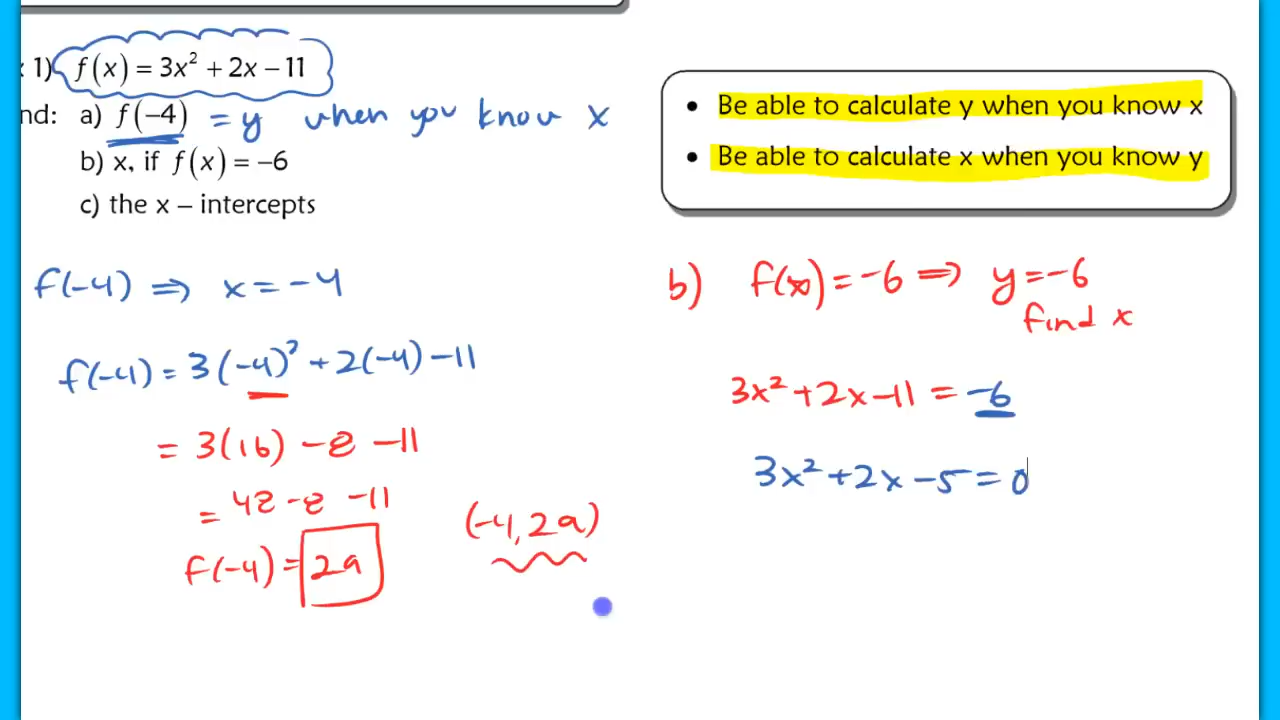 1) f(x) = 3x² + 2x – 11
nd: a) f(–4) = y when you know x
b) x, if f(x) = –6
c) the x – intercepts
• Be able to calculate y when you know x
• Be able to calculate x when you know y
f(-4) ⇒ x = -4
f(-4) = 3(-4)² + 2(-4) - 11
= 3(16) - 8 - 11
= 48 - 8 - 11
f(-4) = 29
(-4, 29)
b) f(x) = -6 ⇒ y = -6
find x
3x² + 2x - 11 = -6
3x² + 2x - 5 = 0